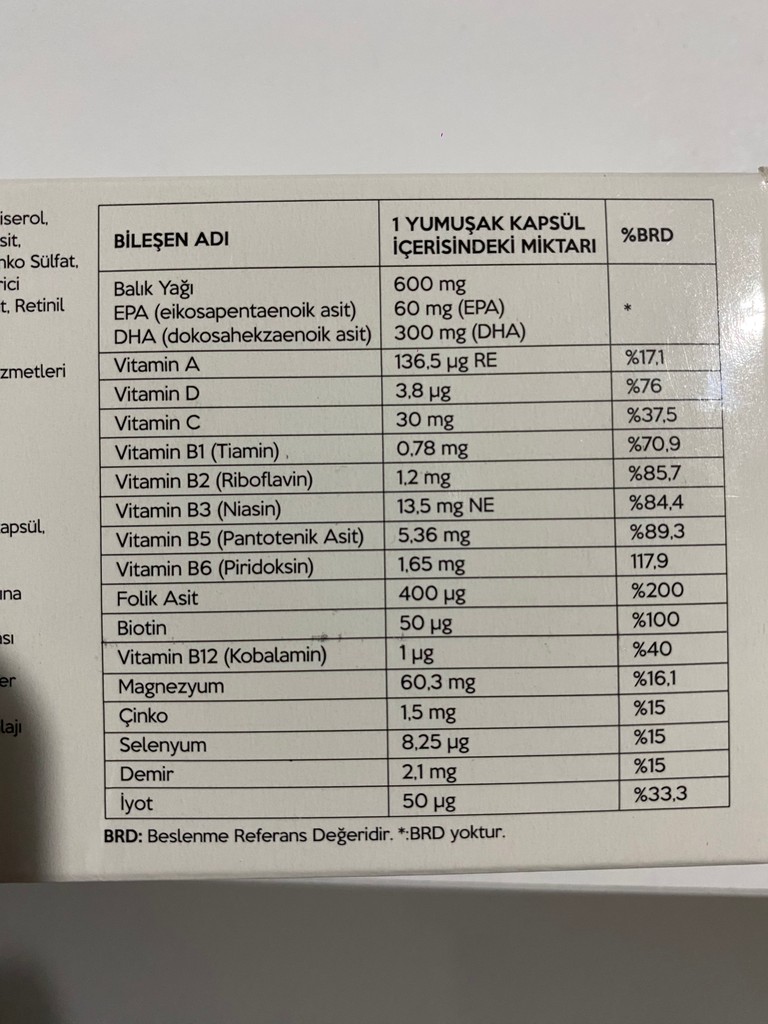 iserol,
sit,
nko Sülfat,
rici
t, Retinil
zmetleri
apsül,
una
ası
er
lajı
BİLEŞEN ADI
1 YUMUŞAK KAPSÜL
İÇERİSİNDEKİ MİKTARI
%BRD
Balık Yağı 600 mg
EPA (eikosapentaenoik asit) 60 mg (EPA) *
DHA (dokosahekzaenoik asit) 300 mg (DHA)
Vitamin A 136,5 µg RE %17,1
Vitamin D 3,8 µg %76
Vitamin C 30 mg %37,5
Vitamin B1 (Tiamin) 0,78 mg %70,9
Vitamin B2 (Riboflavin) 1,2 mg %85,7
Vitamin B3 (Niasin) 13,5 mg NE %84,4
Vitamin B5 (Pantotenik Asit) 5,36 mg %89,3
Vitamin B6 (Piridoksin) 1,65 mg 117,9
Folik Asit 400 µg %200
Biotin 50 µg %100
Vitamin B12 (Kobalamin) 1 µg %40
Magnezyum 60,3 mg %16,1
Çinko 1,5 mg %15
Selenyum 8,25 µg %15
Demir 2,1 mg %15
İyot 50 µg %33,3
BRD: Beslenme Referans Değeridir. *:BRD yoktur.